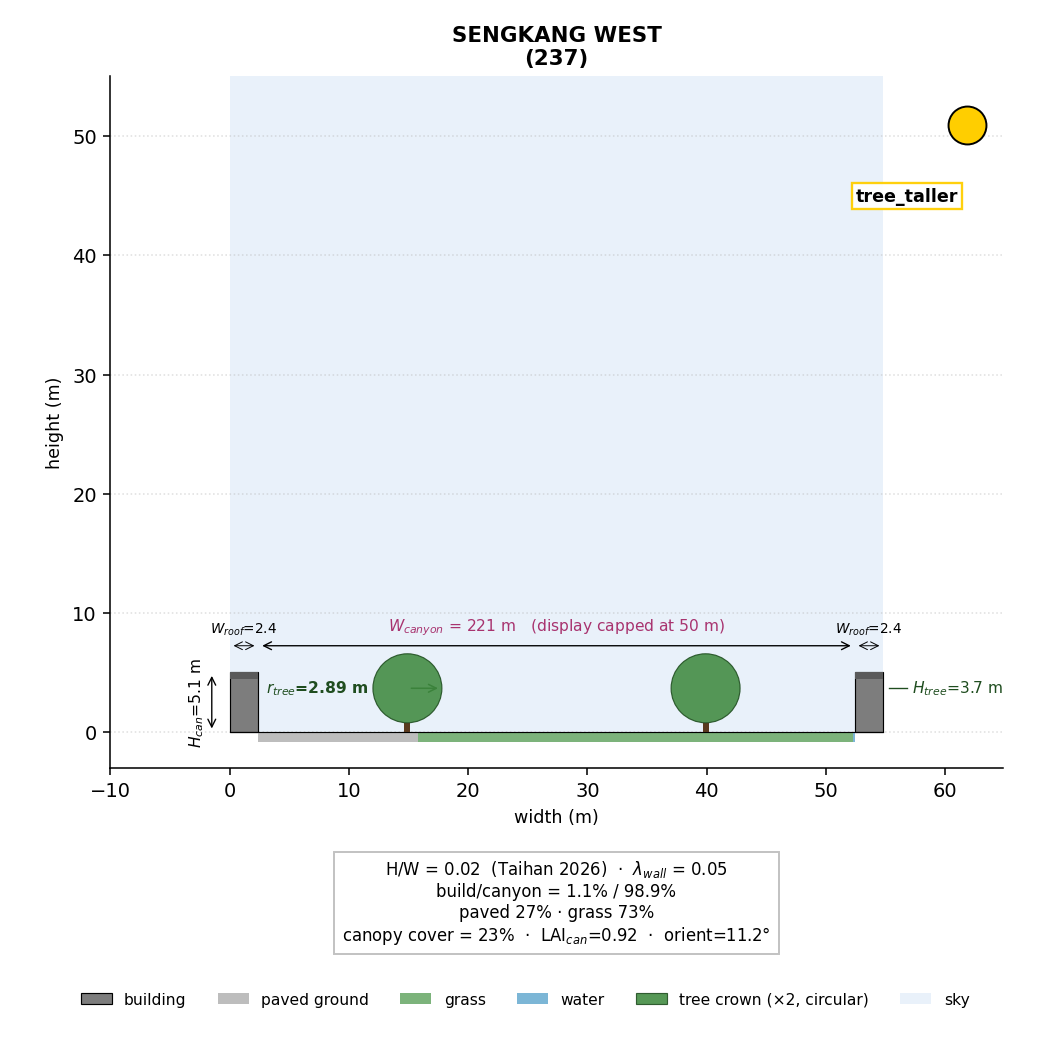 SENGKANG WEST
(237)
50
40
30
20
10
0
height (m)
tree_taller
W_roof=2.4
W_canyon = 221 m (display capped at 50 m)
W_roof=2.4
H_can=5.1 m
r_tree=2.89 m
H_tree=3.7 m
−10 0 10 20 30 40 50 60
width (m)
H/W = 0.02 (Taihan 2026) · λ_wall = 0.05
build/canyon = 1.1% / 98.9%
paved 27% · grass 73%
canopy cover = 23% · LAI_can=0.92 · orient=11.2°
building paved ground grass water tree crown (×2, circular) sky